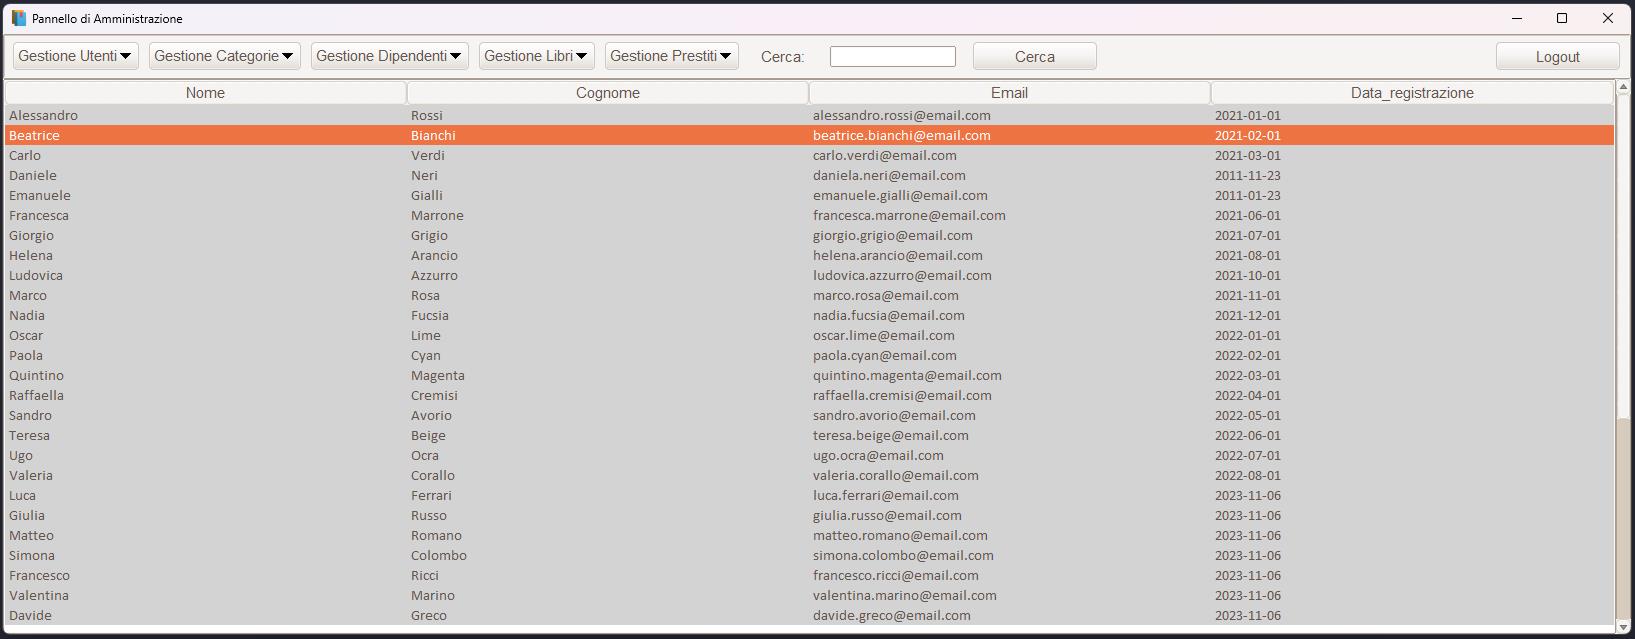 Pannello di Amministrazione
Gestione Utenti Gestione Categorie Gestione Dipendenti Gestione Libri Gestione Prestiti Cerca: Cerca Logout
Nome Cognome Email Data_registrazione
Alessandro Rossi alessandro.rossi@email.com 2021-01-01
Beatrice Bianchi beatrice.bianchi@email.com 2021-02-01
Carlo Verdi carlo.verdi@email.com 2021-03-01
Daniele Neri daniela.neri@email.com 2011-11-23
Emanuele Gialli emanuele.gialli@email.com 2011-01-23
Francesca Marrone francesca.marrone@email.com 2021-06-01
Giorgio Grigio giorgio.grigio@email.com 2021-07-01
Helena Arancio helena.arancio@email.com 2021-08-01
Ludovica Azzurro ludovica.azzurro@email.com 2021-10-01
Marco Rosa marco.rosa@email.com 2021-11-01
Nadia Fucsia nadia.fucsia@email.com 2021-12-01
Oscar Lime oscar.lime@email.com 2022-01-01
Paola Cyan paola.cyan@email.com 2022-02-01
Quintino Magenta quintino.magenta@email.com 2022-03-01
Raffaella Cremisi raffaella.cremisi@email.com 2022-04-01
Sandro Avorio sandro.avorio@email.com 2022-05-01
Teresa Beige teresa.beige@email.com 2022-06-01
Ugo Ocra ugo.ocra@email.com 2022-07-01
Valeria Corallo valeria.corallo@email.com 2022-08-01
Luca Ferrari luca.ferrari@email.com 2023-11-06
Giulia Russo giulia.russo@email.com 2023-11-06
Matteo Romano matteo.romano@email.com 2023-11-06
Simona Colombo simona.colombo@email.com 2023-11-06
Francesco Ricci francesco.ricci@email.com 2023-11-06
Valentina Marino valentina.marino@email.com 2023-11-06
Davide Greco davide.greco@email.com 2023-11-06